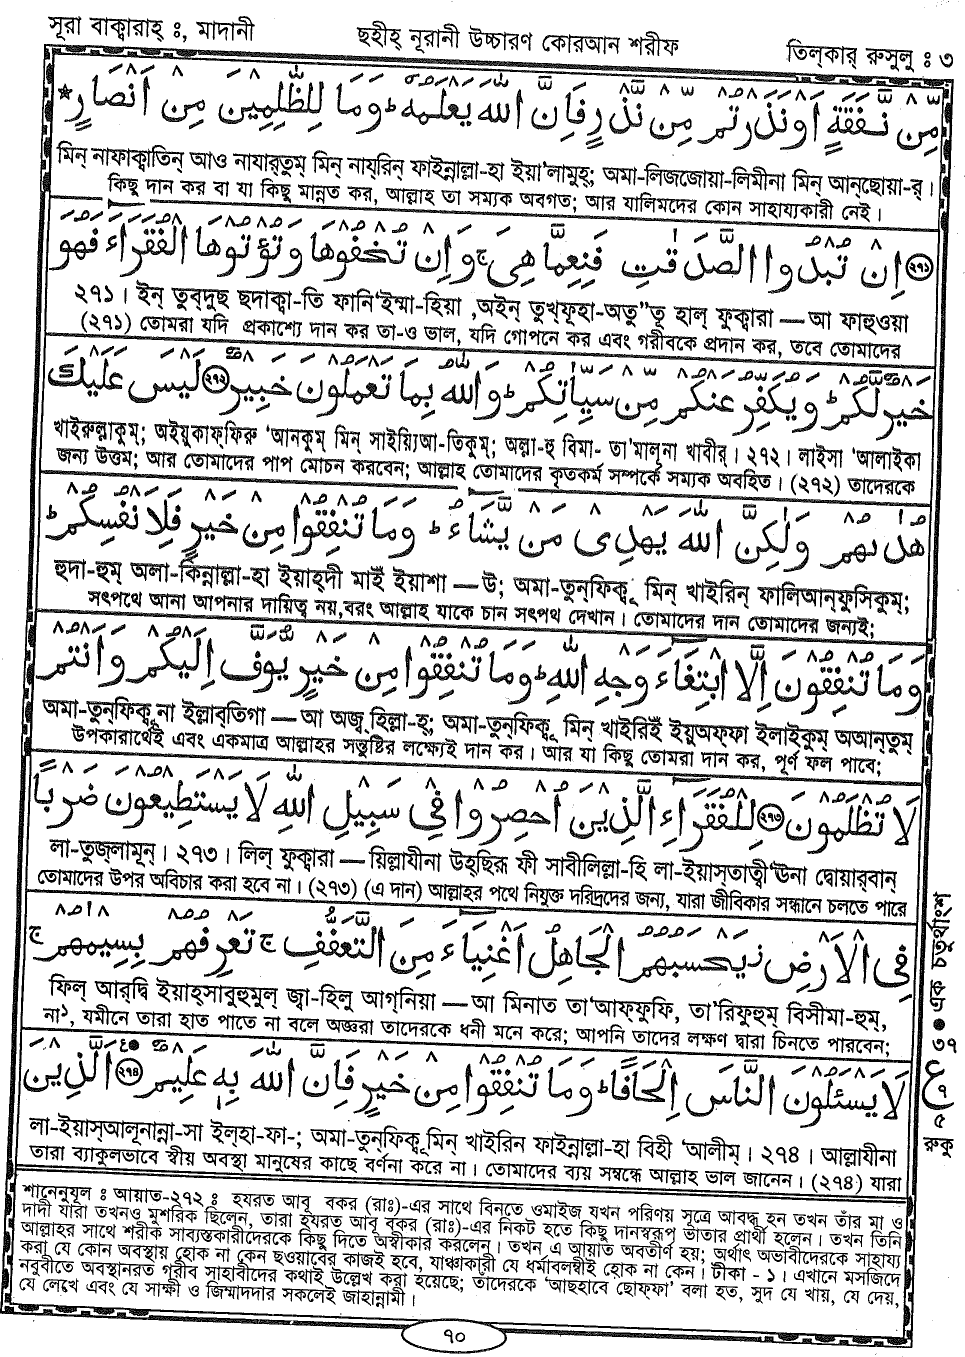 সূরা বাক্বারাহ্ ঃ, মাদানী
ছহীহ্ নূরানী উচ্চারণ কোরআন শরীফ
তিল্কার্ রুসুলু ঃ ৩
مِّنْ نَّفَقَةٍ اَوْ نَذَرْتُمْ مِّنْ نَّذْرٍ فَاِنَّ اللّٰهَ يَعْلَمُهٗ ؕ وَمَا لِلظّٰلِمِيْنَ مِنْ اَنْصَارٍ ★
মিন্ নাফাক্বাতিন্ আও নাযার্তুম্ মিন্ নায্রিন্ ফাইন্নাল্লা-হা ইয়া’লামুহ্; অমা-লিজজোয়া-লিমীনা মিন্ আন্ছোয়া-র্।
কিছু দান কর বা যা কিছু মান্নত কর, আল্লাহ তা সম্যক অবগত; আর যালিমদের কোন সাহায্যকারী নেই।
﴿২৭১﴾ اِنْ تُبْدُوا الصَّدَقٰتِ فَنِعِمَّا هِىَ ۚ وَاِنْ تُخْفُوْهَا وَتُؤْتُوْهَا الْفُقَرَآءَ فَهُوَ
২৭১। ইন্ তুব্দুছ্ ছদাক্বা-তি ফানি‘ইম্মা-হিয়া ,অইন্ তুখ্ফূহা-অতু”তূ হাল্ ফুক্বারা — আ ফাহুওয়া
(২৭১) তোমরা যদি প্রকাশ্যে দান কর তা-ও ভাল, যদি গোপনে কর এবং গরীবকে প্রদান কর, তবে তোমাদের
خَيْرٌ لَّكُمْ ؕ وَيُكَفِّرُ عَنْكُمْ مِّنْ سَيِّاٰتِكُمْ ؕ وَاللّٰهُ بِمَا تَعْمَلُوْنَ خَبِيْرٌ ﴿২৭২﴾ لَيْسَ عَلَيْكَ
খাইরুল্লাকুম্; অইয়ুকাফ্ফিরু ‘আনকুম্ মিন্ সাইয়্যিআ-তিকুম্; অল্লা-হু বিমা- তা’মালূনা খাবীর্। ২৭২। লাইসা ‘আলাইকা
জন্য উত্তম; আর তোমাদের পাপ মোচন করবেন; আল্লাহ তোমাদের কৃতকর্ম সম্পর্কে সম্যক অবহিত। (২৭২) তাদেরকে
هُدٰىهُمْ وَلٰكِنَّ اللّٰهَ يَهْدِىْ مَنْ يَّشَآءُ ؕ وَمَا تُنْفِقُوْا مِنْ خَيْرٍ فَلِاَنْفُسِكُمْ ؕ
হুদা-হুম্ অলা-কিন্নাল্লা-হা ইয়াহ্দী মাইঁ ইয়াশা — উ; অমা-তুন্ফিক্বূ মিন্ খাইরিন্ ফালিআন্ফুসিকুম্;
সৎপথে আনা আপনার দায়িত্ব নয়,বরং আল্লাহ যাকে চান সৎপথ দেখান। তোমাদের দান তোমাদের জন্যই;
وَمَا تُنْفِقُوْنَ اِلَّا ابْتِغَآءَ وَجْهِ اللّٰهِ ؕ وَمَا تُنْفِقُوْا مِنْ خَيْرٍ يُّوَفَّ اِلَيْكُمْ وَاَنْتُمْ
অমা-তুন্ফিক্বূনা ইল্লাব্তিগা — আ অজ্ব্ হিল্লা-হ্; অমা-তুন্ফিক্বূ মিন্ খাইরিইঁ ইয়ুঅফ্ফা ইলাইকুম্ অআন্তুম্
উপকারার্থেই এবং একমাত্র আল্লাহর সন্তুষ্টির লক্ষ্যেই দান কর। আর যা কিছু তোমরা দান কর, পূর্ণ ফল পাবে;
لَا تُظْلَمُوْنَ ﴿২৭৩﴾ لِلْفُقَرَآءِ الَّذِيْنَ اُحْصِرُوْا فِىْ سَبِيْلِ اللّٰهِ لَا يَسْتَطِيْعُوْنَ ضَرْبًا
লা-তুজ্লামূন্। ২৭৩। লিল্ ফুক্বারা — য়িল্লাযীনা উহ্ছিরূ ফী সাবীলিল্লা-হি লা-ইয়াস্তাত্বী‘ঊনা দ্বোয়ার্বান্
তোমাদের উপর অবিচার করা হবে না। (২৭৩) (এ দান) আল্লাহর পথে নিযুক্ত দরিদ্রদের জন্য, যারা জীবিকার সন্ধানে চলতে পারে
فِى الْاَرْضِ ز يَحْسَبُهُمُ الْجَاهِلُ اَغْنِيَآءَ مِنَ التَّعَفُّفِ ۚ تَعْرِفُهُمْ بِسِيْمٰهُمْ ۚ
ফিল্ আর্দ্বি ইয়াহ্সাবুহুমুল্ জ্বা-হিলু আগ্নিয়া — আ মিনাত তা‘আফ্ফুফি, তা’রিফুহুম্ বিসীমা-হুম্,
না১, যমীনে তারা হাত পাতে না বলে অজ্ঞরা তাদেরকে ধনী মনে করে; আপনি তাদের লক্ষণ দ্বারা চিনতে পারবেন;
لَا يَسْئَلُوْنَ النَّاسَ اِلْحَافًا ؕ وَمَا تُنْفِقُوْا مِنْ خَيْرٍ فَاِنَّ اللّٰهَ بِهٖ عَلِيْمٌ ﴿২৭৪﴾ اَلَّذِيْنَ
লা-ইয়াস্আলূনান্না-সা ইল্হা-ফা-; অমা-তুন্ফিক্বূমিন্ খাইরিন ফাইন্নাল্লা-হা বিহী ‘আলীম্। ২৭৪। আল্লাযীনা
তারা ব্যাকুলভাবে স্বীয় অবস্থা মানুষের কাছে বর্ণনা করে না। তোমাদের ব্যয় সম্বন্ধে আল্লাহ ভাল জানেন। (২৭৪) যারা
এক চতুর্থাংশ
৩৭
ع
৭
৫
রুকু
শানেনুযূল ঃ আয়াত-২৭২ ঃ হযরত আবূ বকর (রাঃ)-এর সাথে বিনতে ওমাইজ যখন পরিণয় সূত্রে আবদ্ধ হন তখন তাঁর মা ও
দাদী যারা তখনও মুশরিক ছিলেন, তারা হযরত আবূ বকর (রাঃ)-এর নিকট হতে কিছু দানস্বরূপ ভাতার প্রার্থী হলেন। তখন তিনি
আল্লাহর সাথে শরীক সাব্যস্তকারীদেরকে কিছু দিতে অস্বীকার করলেন। তখন এ আয়াত অবতীর্ণ হয়; অর্থাৎ অভাবীদেরকে সাহায্য
করা যে কোন অবস্থায় হোক না কেন ছওয়াবের কাজই হবে, যাঞ্চাকারী যে ধর্মাবলম্বীই হোক না কেন। টীকা - ১। এখানে মসজিদে
নবুবীতে অবস্থানরত গরীব সাহাবীদের কথাই উল্লেখ করা হয়েছে; তাদেরকে ‘আছহাবে ছোফ্ফা’ বলা হত, সুদ যে খায়, যে দেয়,
যে লেখে এবং যে সাক্ষী ও জিম্মাদদার সকলেই জাহান্নামী।
৭০